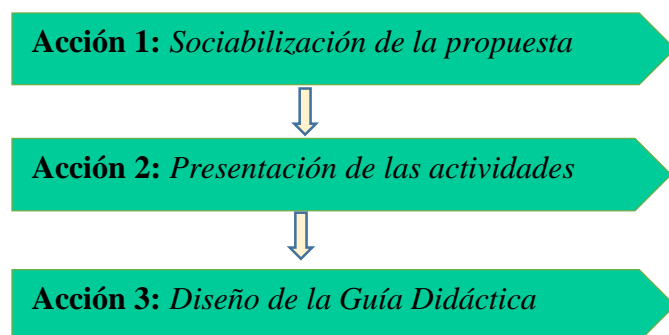 Acción 1: Sociabilización de la propuesta
Acción 2: Presentación de las actividades
Acción 3: Diseño de la Guía Didáctica